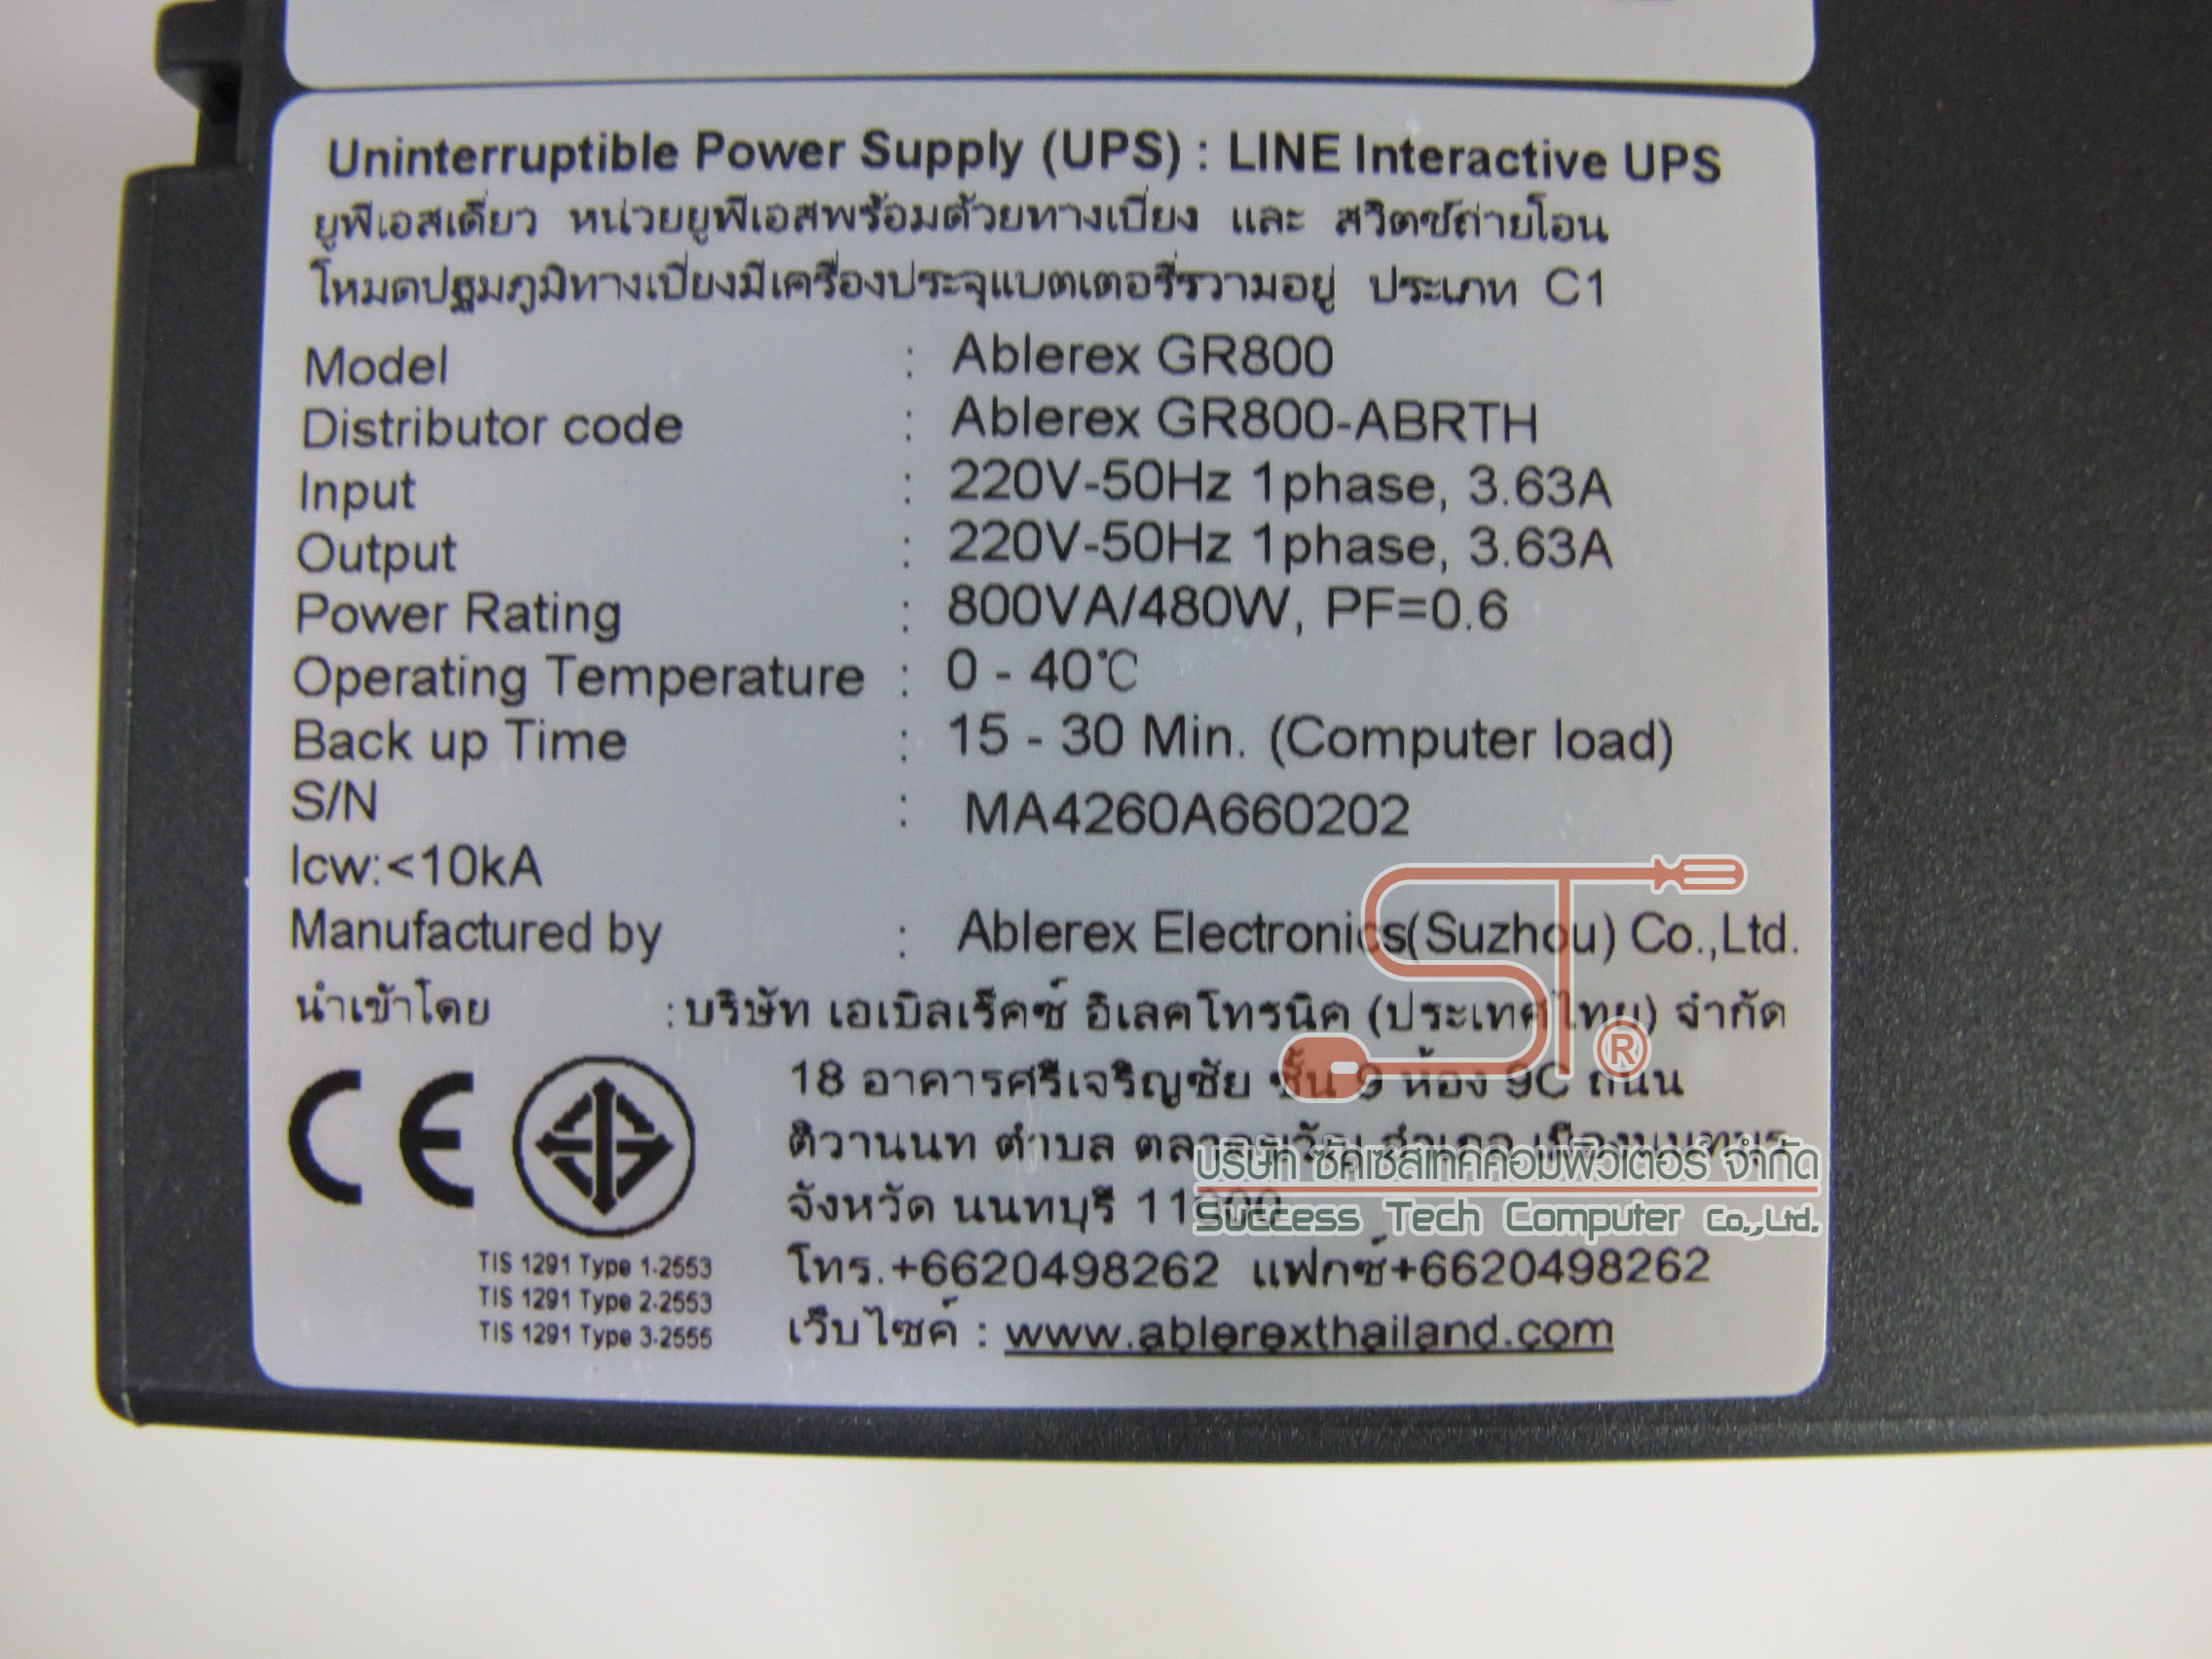 Uninterruptible Power Supply (UPS) : LINE Interactive UPS
ยูพีเอสเดี่ยว หน่วยยูพีเอสพร้อมด้วยทางเบี่ยง และ สวิตซ์ถ่ายโอน
โหมดปฐมภูมิทางเบี่ยงมีเครื่องประจุแบตเตอรี่รวามอยู่ ประเภท C1
Model : Ablerex GR800
Distributor code : Ablerex GR800-ABRTH
Input : 220V-50Hz 1phase, 3.63A
Output : 220V-50Hz 1phase, 3.63A
Power Rating : 800VA/480W, PF=0.6
Operating Temperature : 0 - 40℃
Back up Time : 15 - 30 Min. (Computer load)
S/N : MA4260A660202
Icw:<10kA
Manufactured by : Ablerex Electronics(Suzhou) Co.,Ltd.
นำเข้าโดย : บริษัท เอเบิลเร็คซ์ อิเลคโทรนิค (ประเทศไทย) จำกัด
18 อาคารศรีเจริญชัย ชั้น 9 ห้อง 9C ถนน
ติวานนท ตำบล
จังหวัด นนทบุรี
โทร.+6620498262 แฟกซ์+6620498262
เว็บไซค์ : www.ablerexthailand.com
CE
TIS 1291 Type 1-2553
TIS 1291 Type 2-2553
TIS 1291 Type 3-2555
ST ®
บริษัท ซัคเซสเทคคอมพิวเตอร์ จำกัด
Success Tech Computer Co.,Ltd.